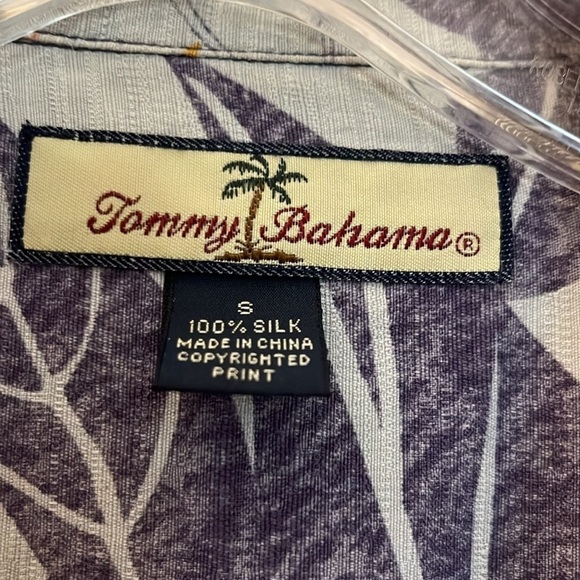 Tommy Bahama ®
S
100% SILK
MADE IN CHINA
COPYRIGHTED
PRINT